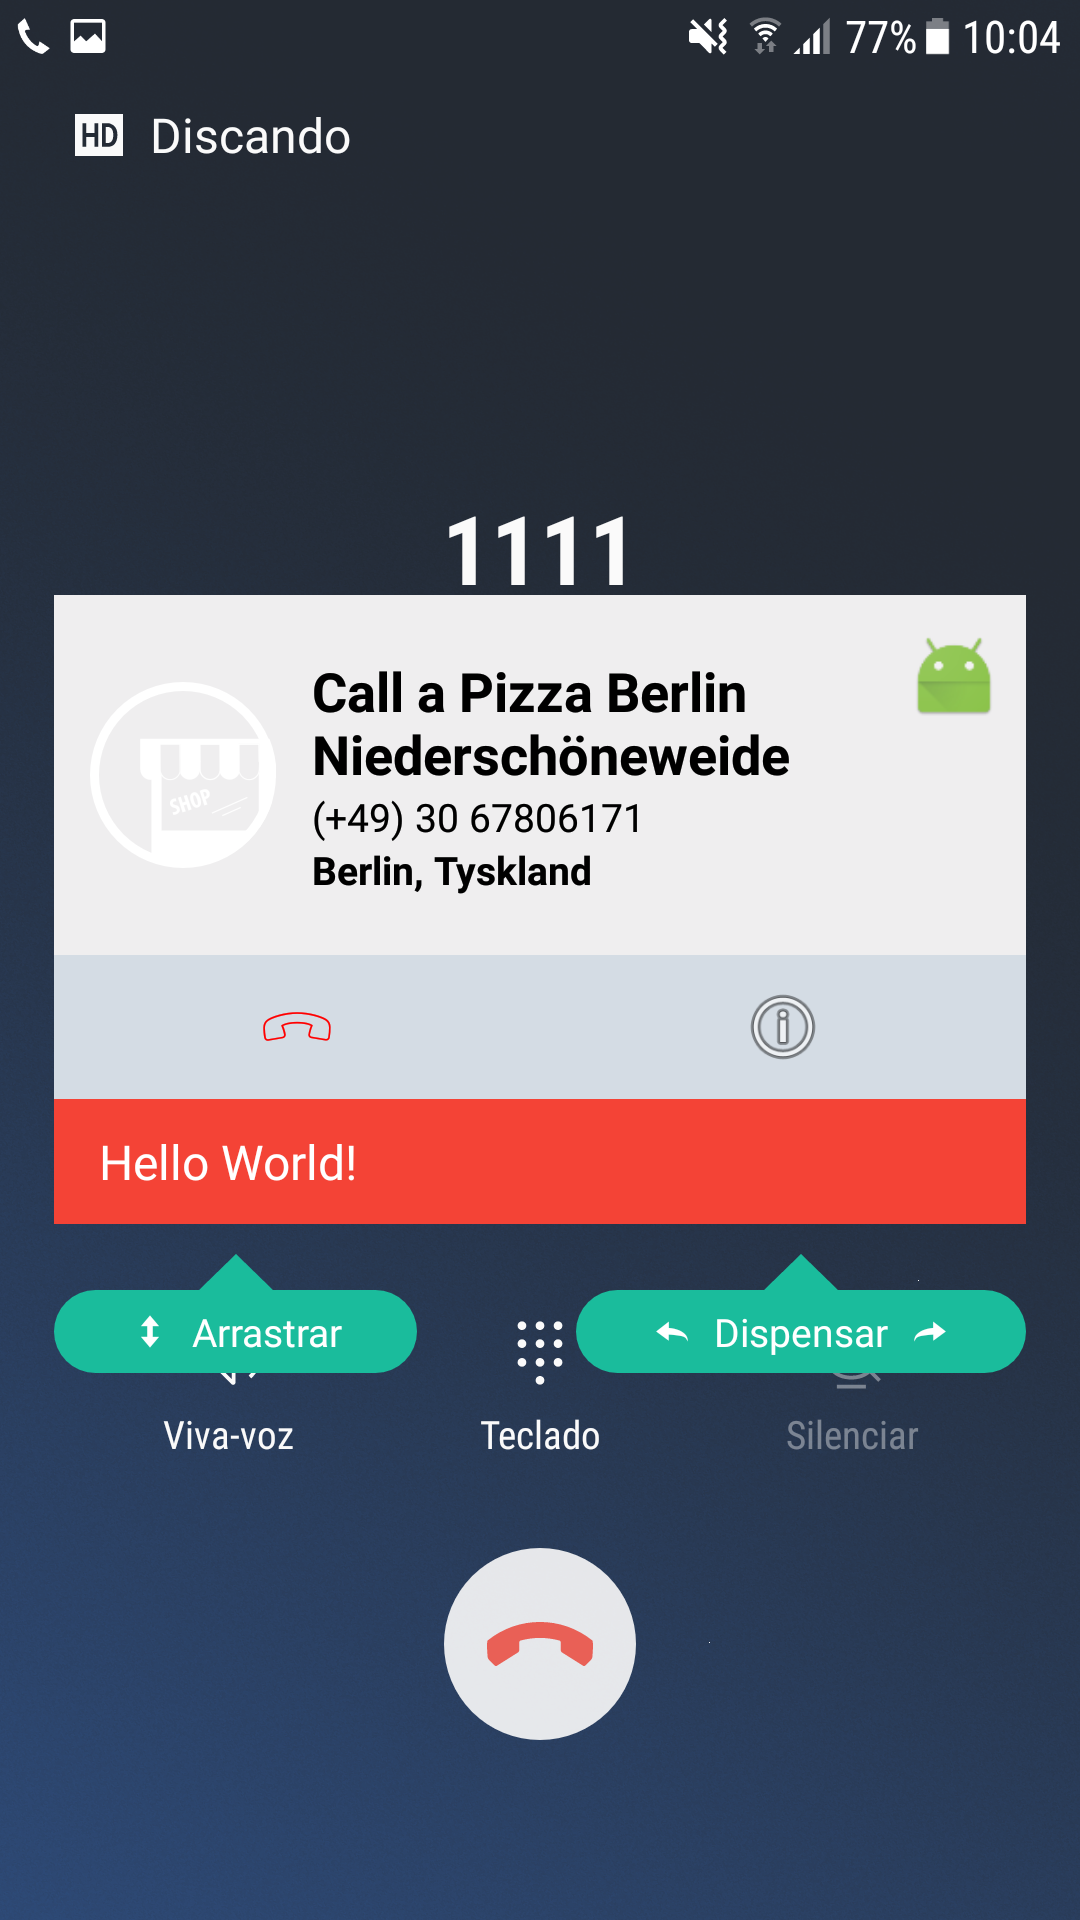 77% 10:04
HD Discando
1111
Call a Pizza Berlin
Niederschöneweide
(+49) 30 67806171
Berlin, Tyskland
SHOP
Hello World!
Arrastrar
Dispensar
Viva-voz
Teclado
Silenciar